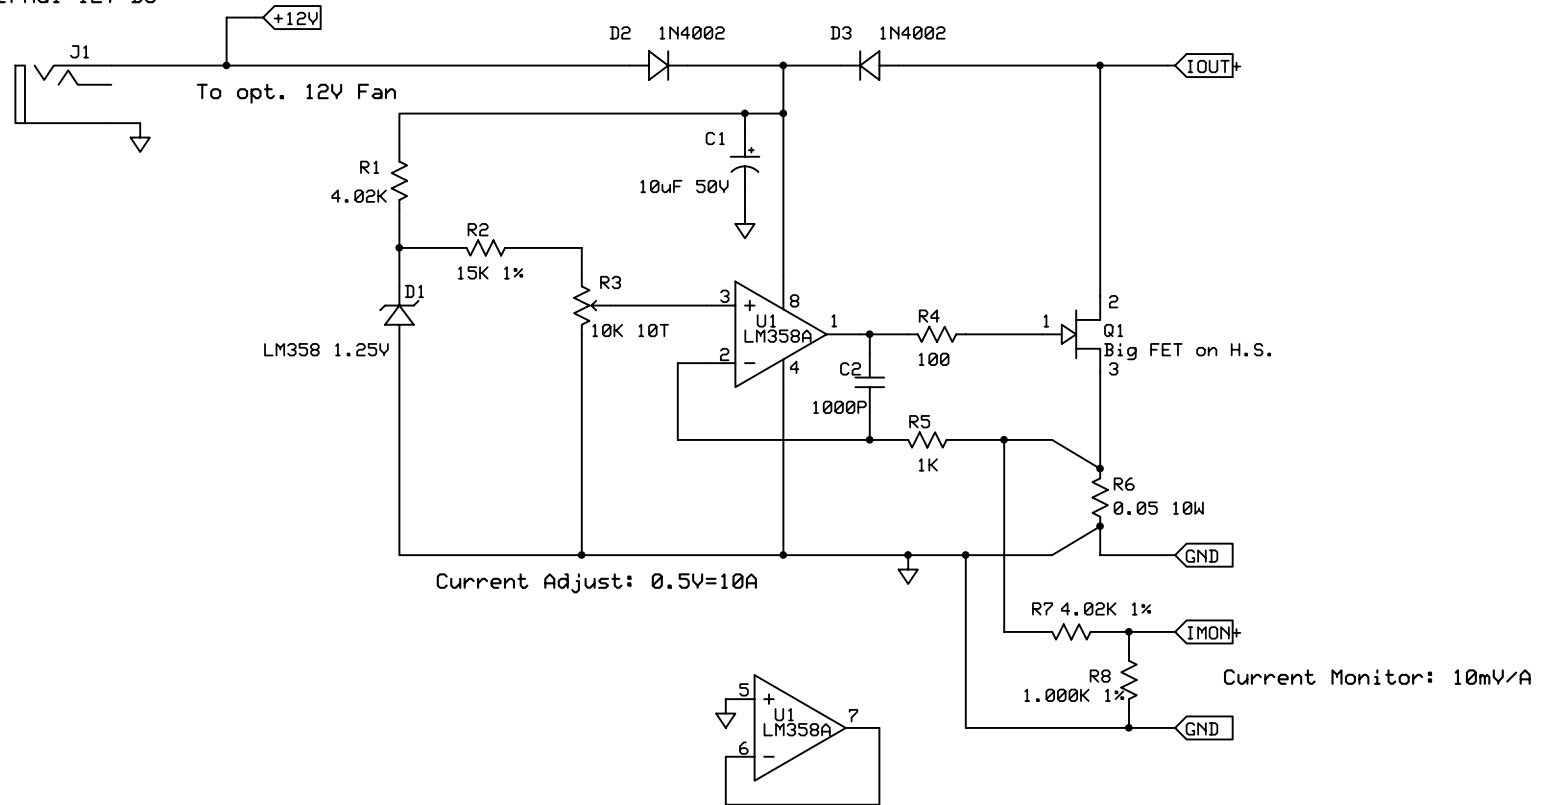 +12V
J1
To opt. 12V Fan
D2 1N4002
D3 1N4002
IOUT+
C1
+
10uF 50V
R1
4.02K
R2
15K 1%
R3
10K 10T
D1
LM358 1.25V
3
+
8
U1
LM358A
1
2
-
4
R4
100
C2
1000P
R5
1K
1
2
Q1
Big FET on H.S.
3
R6
0.05 10W
GND
Current Adjust: 0.5V=10A
R7 4.02K 1%
IMON+
R8
1.000K 1%
Current Monitor: 10mV/A
GND
5
+
U1
LM358A
7
6
-